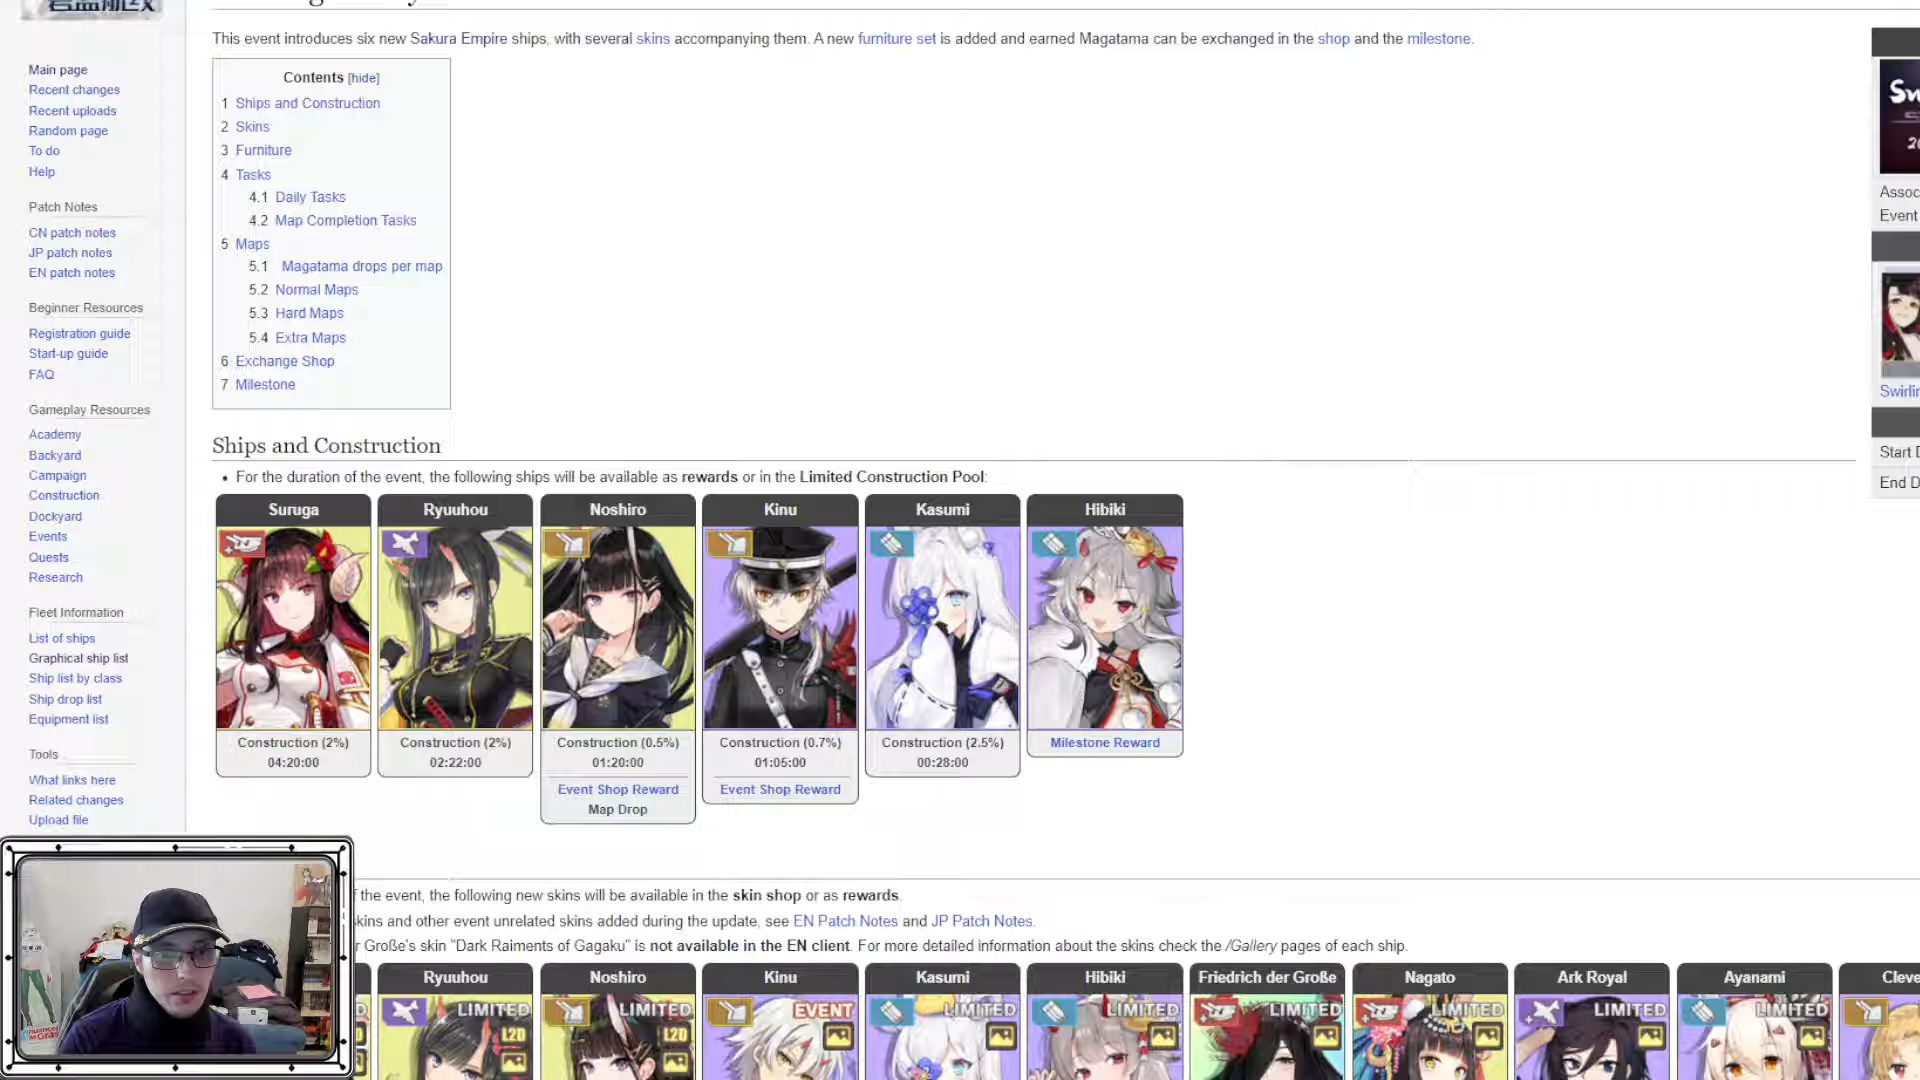 This event introduces six new Sakura Empire ships, with several skins accompanying them. A new furniture set is added and earned Magatama can be exchanged in the shop and the milestone.
Contents [hide]
1 Ships and Construction
2 Skins
3 Furniture
4 Tasks
4.1 Daily Tasks
4.2 Map Completion Tasks
5 Maps
5.1 Magatama drops per map
5.2 Normal Maps
5.3 Hard Maps
5.4 Extra Maps
6 Exchange Shop
7 Milestone
Main page
Recent changes
Recent uploads
Random page
To do
Help
Patch Notes
CN patch notes
JP patch notes
EN patch notes
Beginner Resources
Registration guide
Start-up guide
FAQ
Gameplay Resources
Academy
Backyard
Campaign
Construction
Dockyard
Events
Quests
Research
Fleet Information
List of ships
Graphical ship list
Ship list by class
Ship drop list
Equipment list
Tools
What links here
Related changes
Upload file
Assoc
Event
Swirlin
Start D
End D
Ships and Construction
• For the duration of the event, the following ships will be available as rewards or in the Limited Construction Pool:
Suruga Ryuuhou Noshiro Kinu Kasumi Hibiki
Construction (2%) Construction (2%) Construction (0.5%) Construction (0.7%) Construction (2.5%) Milestone Reward
04:20:00 02:22:00 01:20:00 01:05:00 00:28:00
Event Shop Reward Event Shop Reward
Map Drop
the event, the following new skins will be available in the skin shop or as rewards.
skins and other event unrelated skins added during the update, see EN Patch Notes and JP Patch Notes.
r Große's skin "Dark Raiments of Gagaku" is not available in the EN client. For more detailed information about the skins check the /Gallery pages of each ship.
Ryuuhou Noshiro Kinu Kasumi Hibiki Friedrich der Große Nagato Ark Royal Ayanami Cleve
LIMITED LIMITED EVENT LIMITED LIMITED LIMITED LIMITED LIMITED LIMITED
L2D L2D